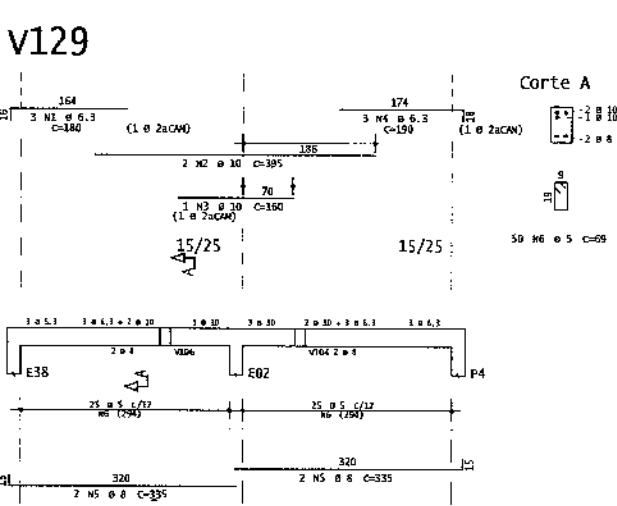 V129
164
16
3 N1 ø 6.3
C=180
(1 ø 2aCAM)
174
3 N4 ø 6.3
C=190
18
(1 ø 2aCAM)
186
2 N2 ø 10 C=395
70
1 N3 ø 10 C=160
(1 ø 2aCAM)
Corte A
2 ø 10
1 ø 10
2 ø 8
9
19
50 N6 ø 5 C=69
15/25
15/25
A
3 ø 6.3
3 ø 6.3 + 2 ø 10
3 ø 10
3 ø 10
2 ø 10 + 3 ø 6.3
3 ø 6.3
2 ø 8
V106
V104
2 ø 8
E38
A
E02
P4
25 ø 5 c/12
N6 (294)
25 ø 5 c/12
N6 (294)
320
2 N5 ø 8 C=335
15
320
2 N5 ø 8 C=335